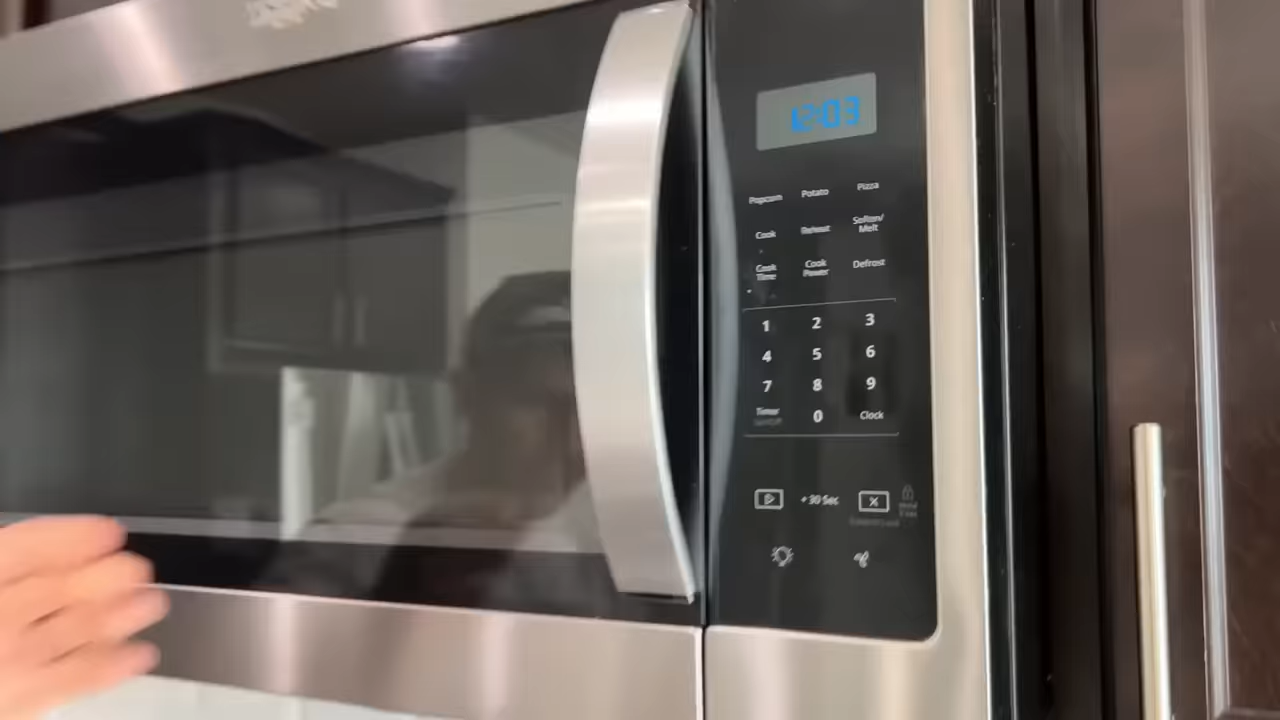 12:03
Popcorn Potato Pizza
Cook Reheat Soften/
Melt
Cook
Time Cook
Power Defrost
1 2 3
4 5 6
7 8 9
Timer 0 Clock
+30 Sec